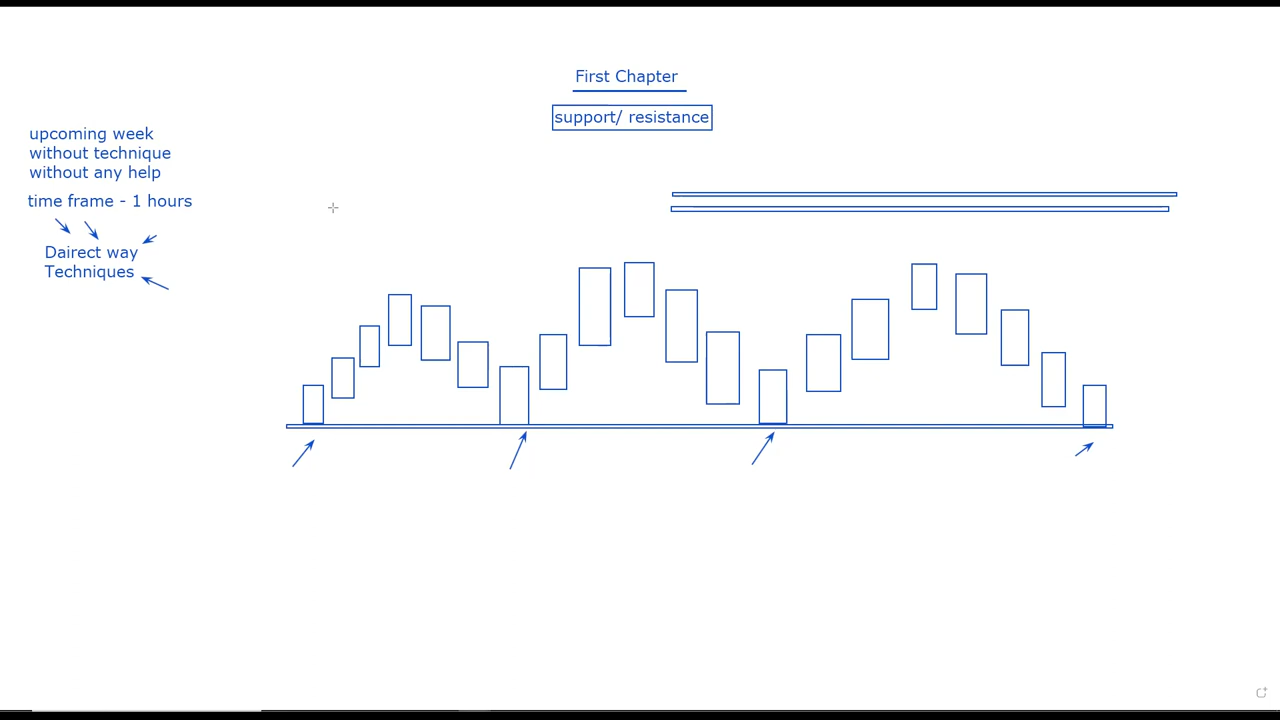 First Chapter
support/ resistance
upcoming week
without technique
without any help
time frame - 1 hours
Dairect way
Techniques